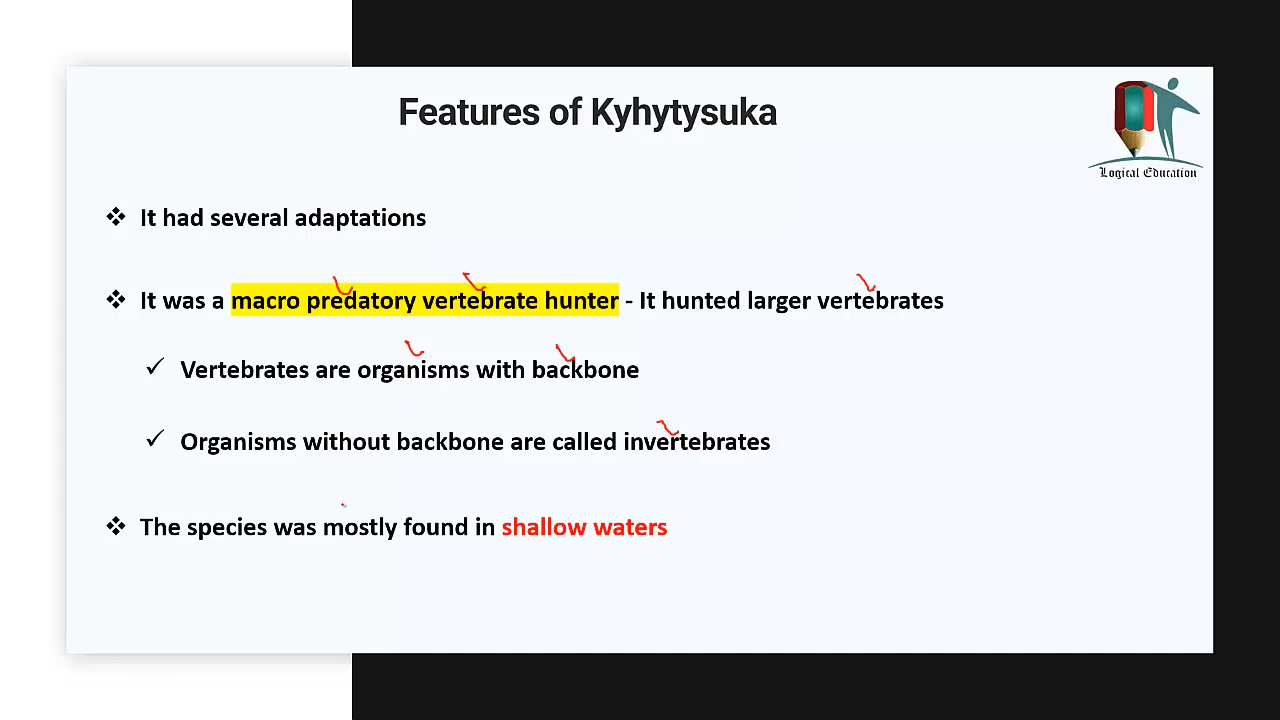 Features of Kyhytysuka
Logical Education
❖ It had several adaptations
❖ It was a macro predatory vertebrate hunter - It hunted larger vertebrates
✓ Vertebrates are organisms with backbone
✓ Organisms without backbone are called invertebrates
❖ The species was mostly found in shallow waters